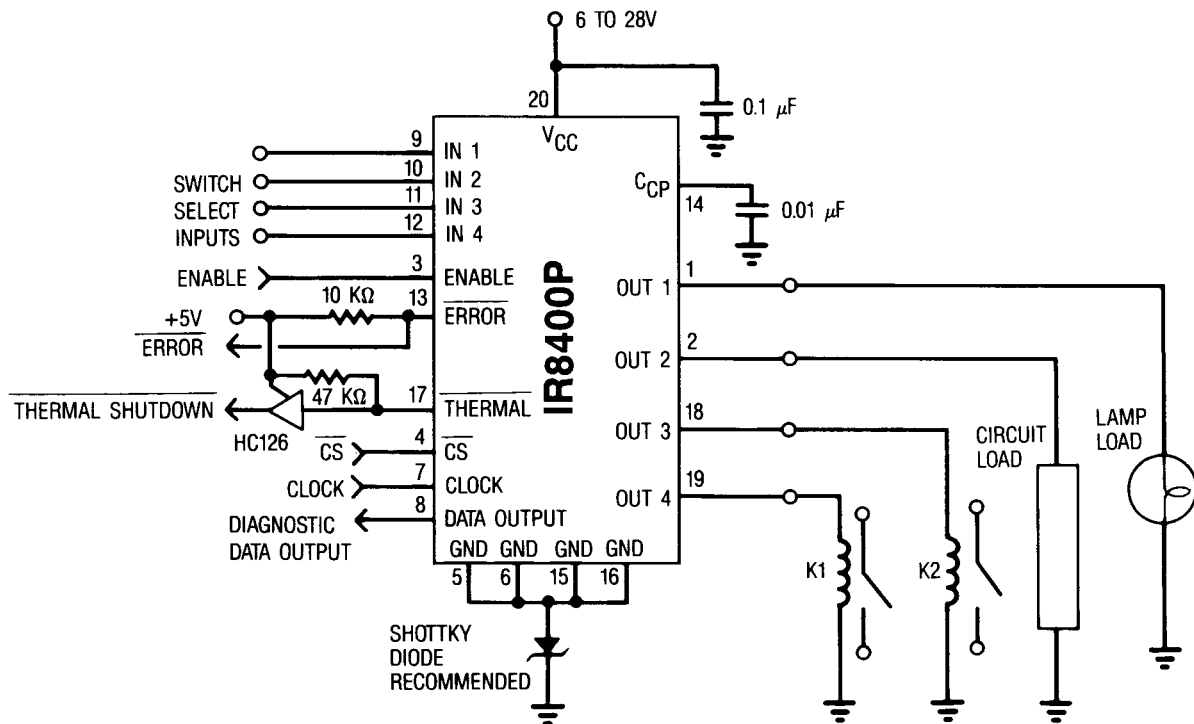 6 TO 28V
20
0.1 μF
V_CC
9 IN 1
10 IN 2
SWITCH
11 IN 3
SELECT
12 IN 4
INPUTS
C_CP
14
0.01 μF
3
ENABLE
ENABLE
IR8400P
1
OUT 1
10 KΩ
13
ERROR
+5V
ERROR
2
OUT 2
47 KΩ
17
THERMAL
THERMAL SHUTDOWN
HC126
18
OUT 3
CIRCUIT
LOAD
LAMP
LOAD
4
CS
CS
7
CLOCK
CLOCK
19
OUT 4
8
DATA OUTPUT
DIAGNOSTIC
DATA OUTPUT
GND GND GND GND
5 6 15 16
K1
K2
SHOTTKY
DIODE
RECOMMENDED